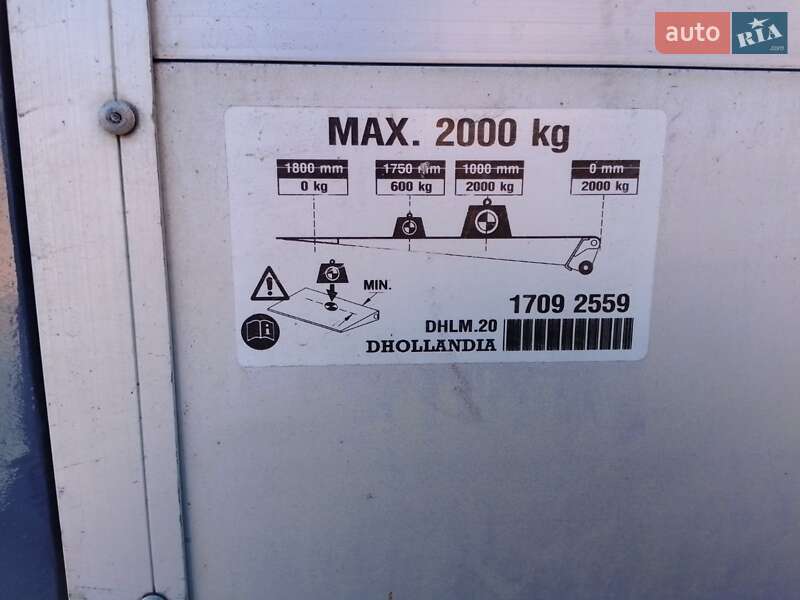 auto RIA.com
MAX. 2000 kg
1800 mm 1750 mm 1000 mm 0 mm
0 kg 600 kg 2000 kg 2000 kg
MIN.
1709 2559
DHLM.20
DHOLLANDIA